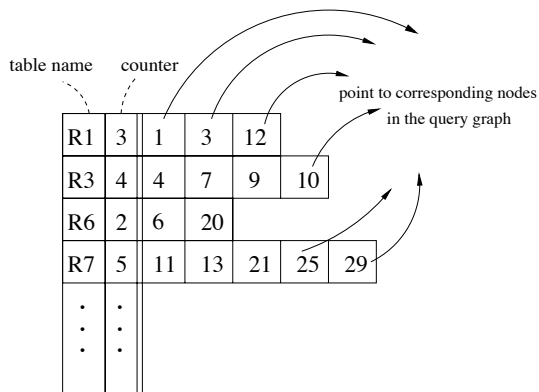 table name
counter
point to corresponding nodes
in the query graph
R1 3 1 3 12
R3 4 4 7 9 10
R6 2 6 20
R7 5 11 13 21 25 29